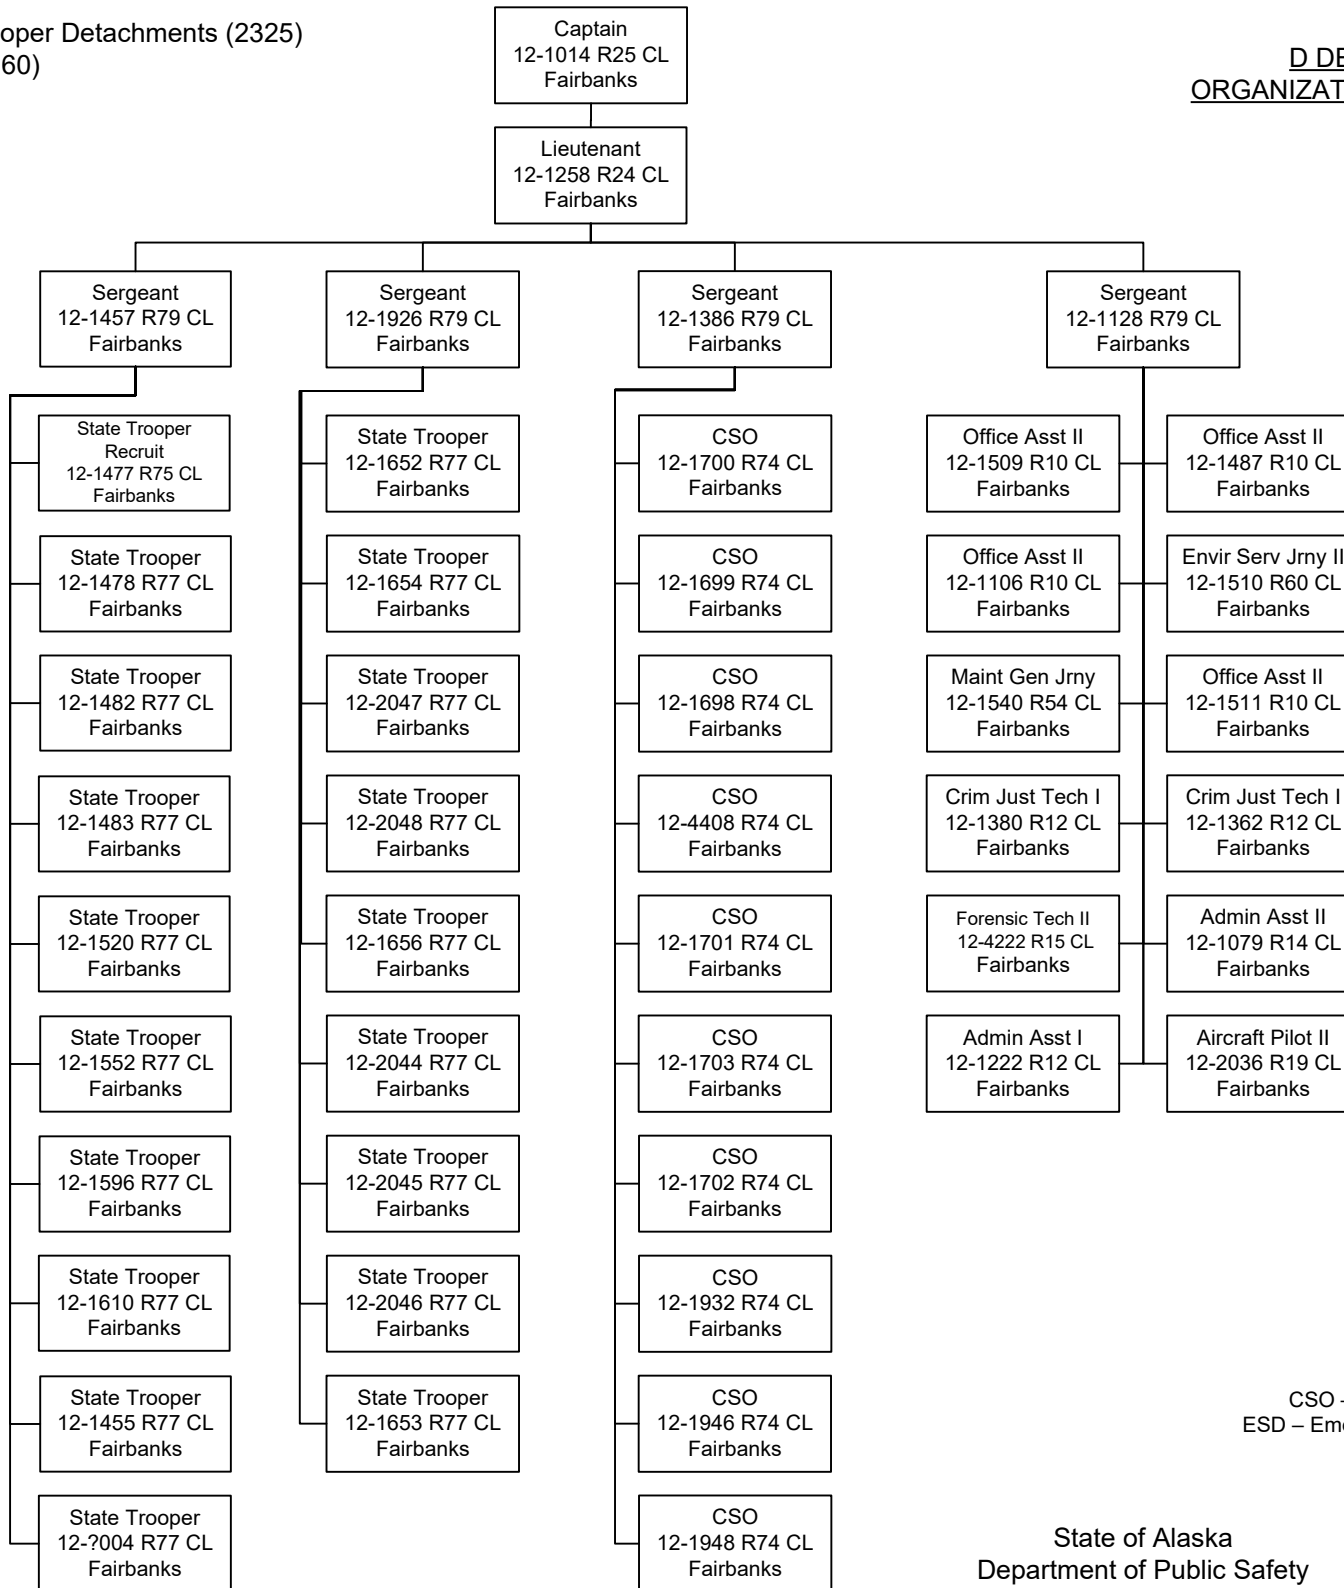 oper Detachments (2325)
60)
D DE
ORGANIZAT
Captain
12-1014 R25 CL
Fairbanks
Lieutenant
12-1258 R24 CL
Fairbanks
Sergeant
12-1457 R79 CL
Fairbanks
State Trooper
Recruit
12-1477 R75 CL
Fairbanks
State Trooper
12-1478 R77 CL
Fairbanks
State Trooper
12-1482 R77 CL
Fairbanks
State Trooper
12-1483 R77 CL
Fairbanks
State Trooper
12-1520 R77 CL
Fairbanks
State Trooper
12-1552 R77 CL
Fairbanks
State Trooper
12-1596 R77 CL
Fairbanks
State Trooper
12-1610 R77 CL
Fairbanks
State Trooper
12-1455 R77 CL
Fairbanks
State Trooper
12-?004 R77 CL
Fairbanks
Sergeant
12-1926 R79 CL
Fairbanks
State Trooper
12-1652 R77 CL
Fairbanks
State Trooper
12-1654 R77 CL
Fairbanks
State Trooper
12-2047 R77 CL
Fairbanks
State Trooper
12-2048 R77 CL
Fairbanks
State Trooper
12-1656 R77 CL
Fairbanks
State Trooper
12-2044 R77 CL
Fairbanks
State Trooper
12-2045 R77 CL
Fairbanks
State Trooper
12-2046 R77 CL
Fairbanks
State Trooper
12-1653 R77 CL
Fairbanks
Sergeant
12-1386 R79 CL
Fairbanks
CSO
12-1700 R74 CL
Fairbanks
CSO
12-1699 R74 CL
Fairbanks
CSO
12-1698 R74 CL
Fairbanks
CSO
12-4408 R74 CL
Fairbanks
CSO
12-1701 R74 CL
Fairbanks
CSO
12-1703 R74 CL
Fairbanks
CSO
12-1702 R74 CL
Fairbanks
CSO
12-1932 R74 CL
Fairbanks
CSO
12-1946 R74 CL
Fairbanks
CSO
12-1948 R74 CL
Fairbanks
Sergeant
12-1128 R79 CL
Fairbanks
Office Asst II
12-1509 R10 CL
Fairbanks
Office Asst II
12-1487 R10 CL
Fairbanks
Office Asst II
12-1106 R10 CL
Fairbanks
Envir Serv Jrny II
12-1510 R60 CL
Fairbanks
Maint Gen Jrny
12-1540 R54 CL
Fairbanks
Office Asst II
12-1511 R10 CL
Fairbanks
Crim Just Tech I
12-1380 R12 CL
Fairbanks
Crim Just Tech I
12-1362 R12 CL
Fairbanks
Forensic Tech II
12-4222 R15 CL
Fairbanks
Admin Asst II
12-1079 R14 CL
Fairbanks
Admin Asst I
12-1222 R12 CL
Fairbanks
Aircraft Pilot II
12-2036 R19 CL
Fairbanks
CSO -
ESD – Eme
State of Alaska
Department of Public Safety